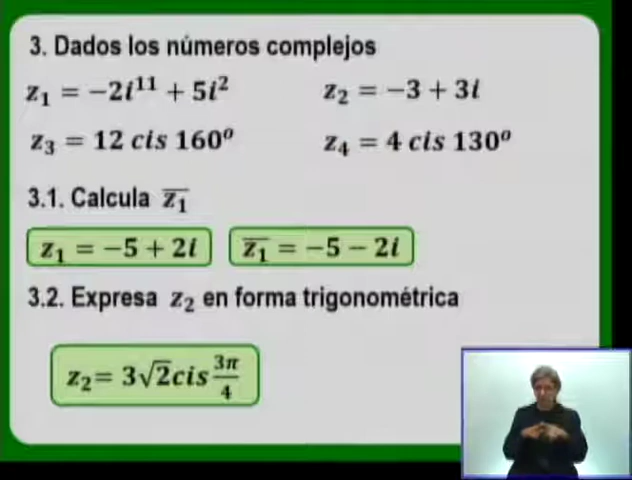 3. Dados los números complejos
z₁ = −2i¹¹ + 5i² z₂ = −3 + 3i
z₃ = 12 cis 160º z₄ = 4 cis 130º
3.1. Calcula z̅₁
z₁ = −5 + 2i z̅₁ = −5 − 2i
3.2. Expresa z₂ en forma trigonométrica
z₂= 3√2cis 3π/4